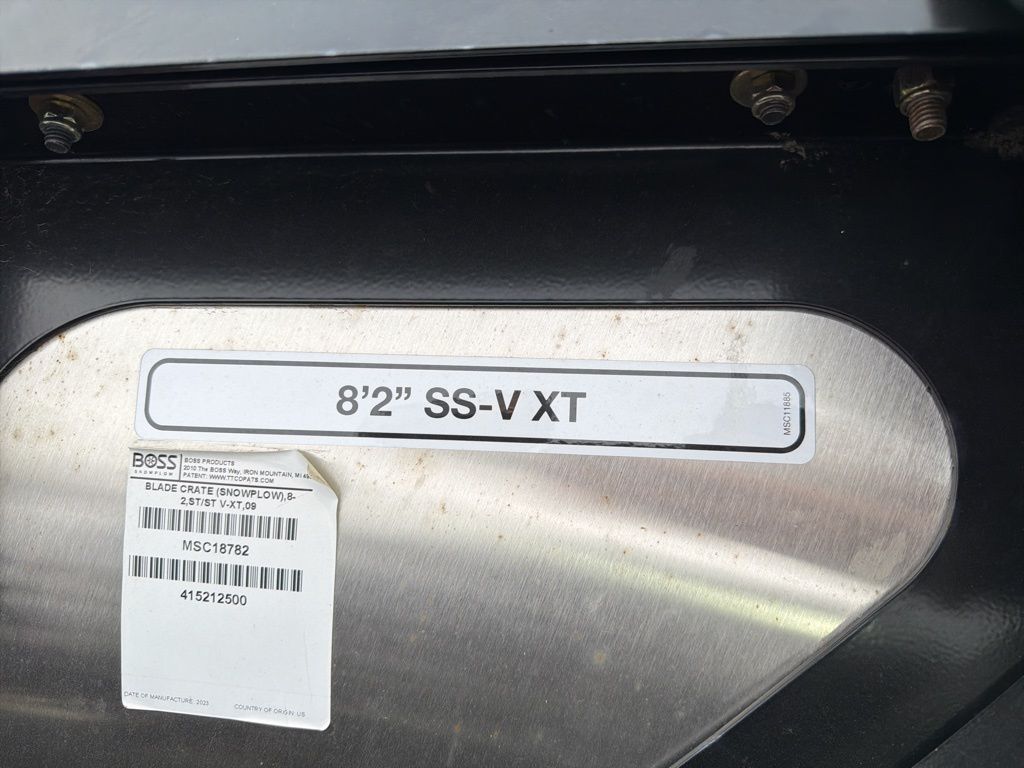 8’2” SS-V XT
MSC11885
BOSS
SNOWPLOW
BOSS PRODUCTS
2010 The BOSS Way, IRON MOUNTAIN, MI
PATENT: WWW.TTCOPATS.COM
BLADE CRATE (SNOWPLOW),8-
2,ST/ST V-XT,09
MSC18782
415212500
DATE OF MANUFACTURE: 2023
COUNTRY OF ORIGIN: US